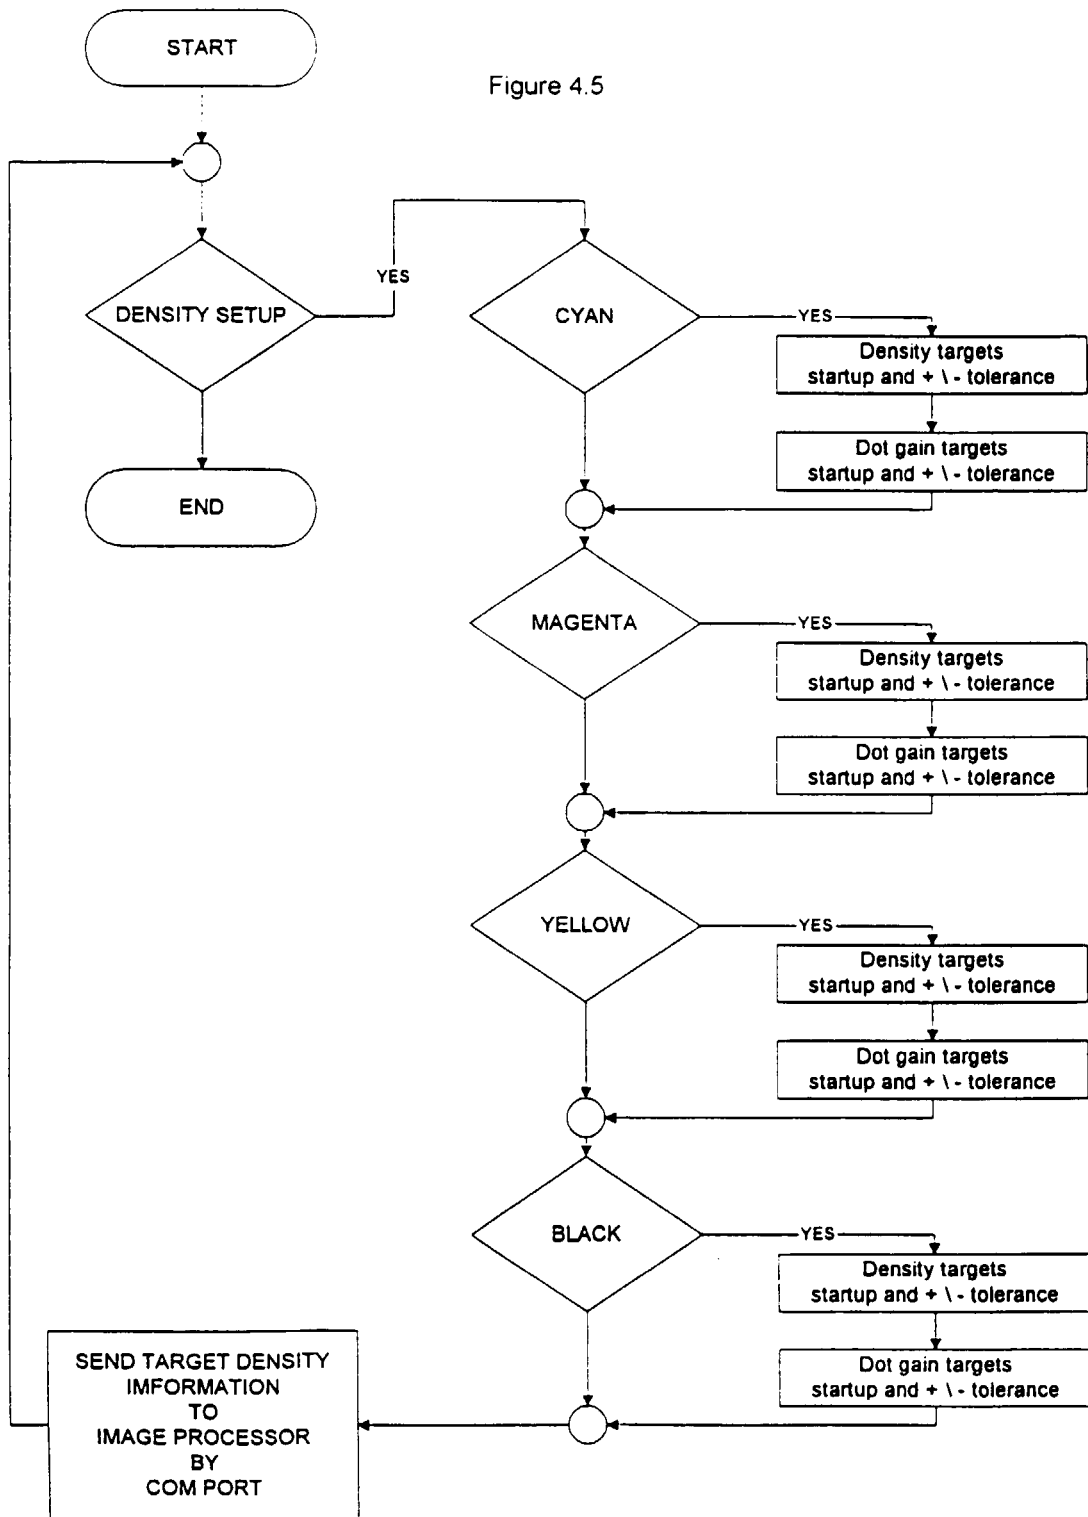 START
Figure 4.5
DENSITY SETUP
YES
END
CYAN
YES
Density targets
startup and + \ - tolerance
Dot gain targets
startup and + \ - tolerance
MAGENTA
YES
Density targets
startup and + \ - tolerance
Dot gain targets
startup and + \ - tolerance
YELLOW
YES
Density targets
startup and + \ - tolerance
Dot gain targets
startup and + \ - tolerance
BLACK
YES
Density targets
startup and + \ - tolerance
Dot gain targets
startup and + \ - tolerance
SEND TARGET DENSITY
IMFORMATION
TO
IMAGE PROCESSOR
BY
COM PORT